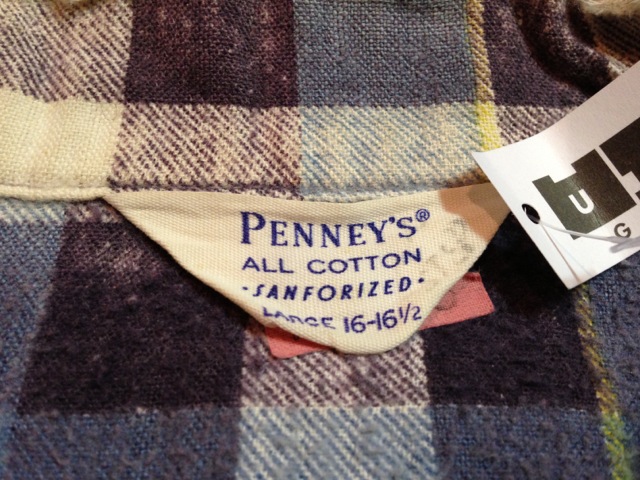 PENNEY'S®
ALL COTTON
·SANFORIZED·
LARGE 16-16½
U
G